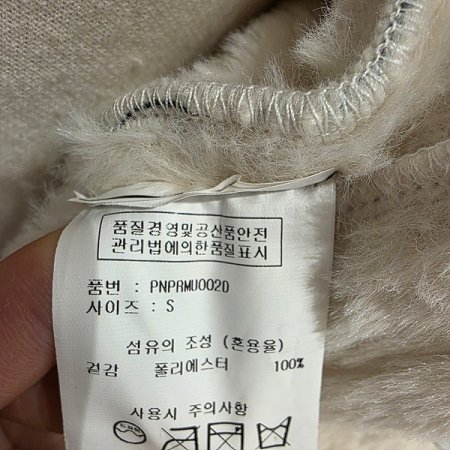 품질경영및공산품안전
관리법에의한품질표시
품번 : PNPRMU002D
사이즈 : S
섬유의 조성 (혼용율)
겉감 폴리에스터 100%
사용시 주의사항